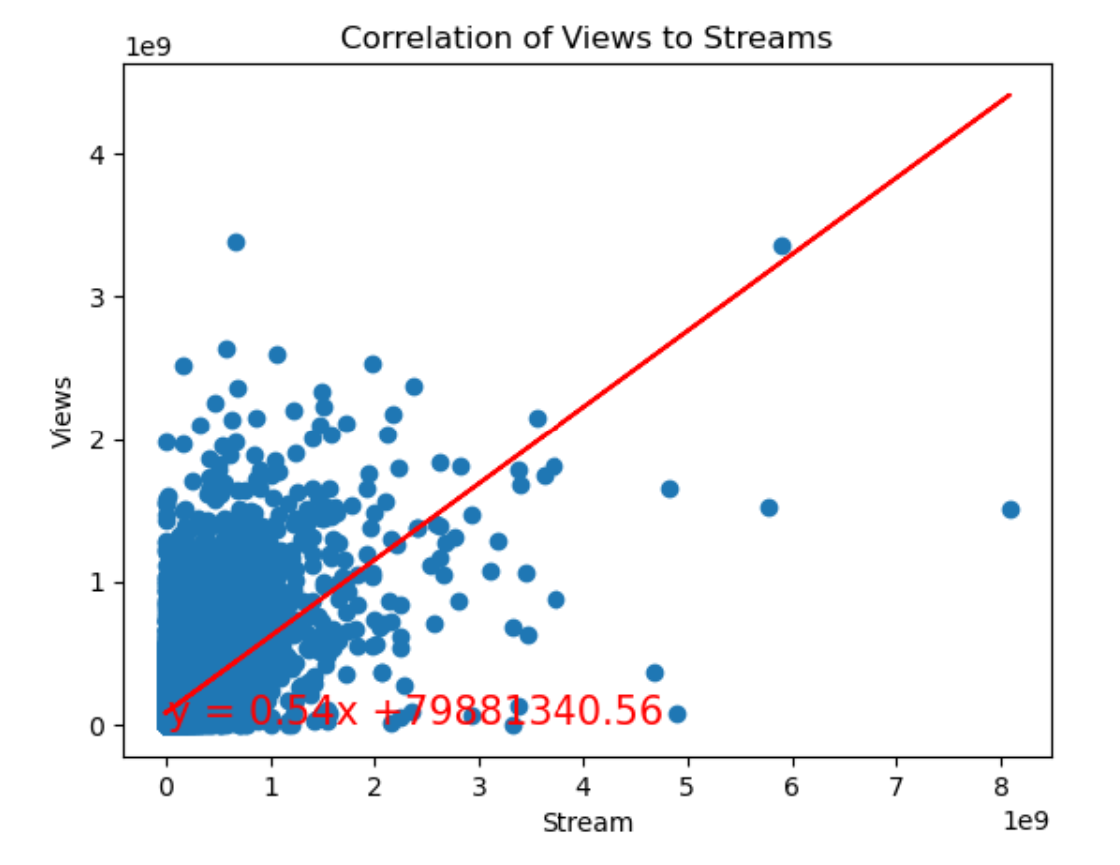 Correlation of Views to Streams
1e9
4
3
2
1
0
Views
y = 0.54x +79881340.56
0 1 2 3 4 5 6 7 8
Stream
1e9